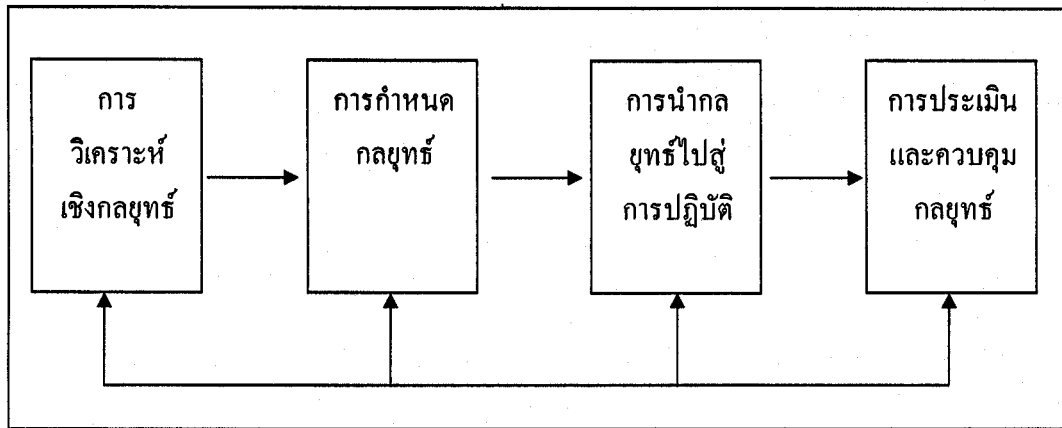 การ
วิเคราะห์
เชิงกลยุทธ์
การกำหนด
กลยุทธ์
การนำกล
ยุทธ์ไปสู่
การปฏิบัติ
การประเมิน
และควบคุม
กลยุทธ์